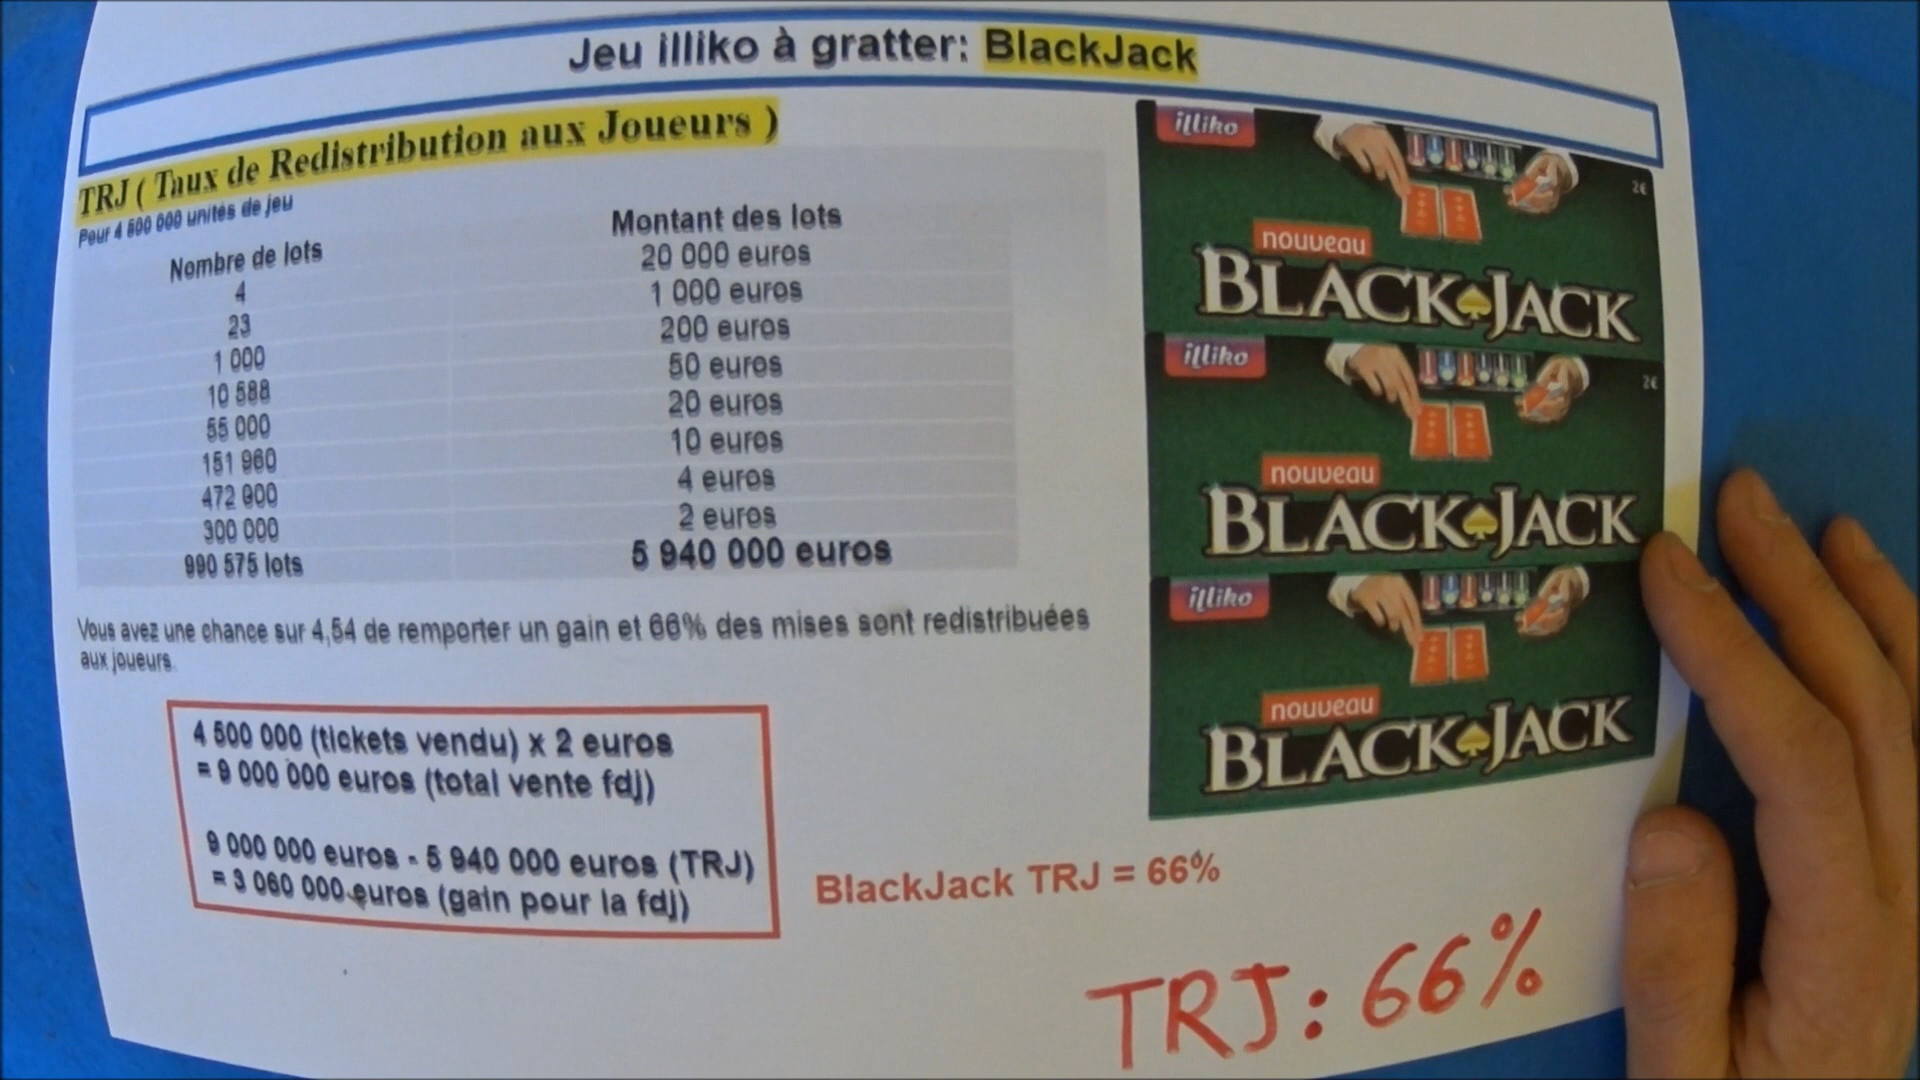 Jeu illiko à gratter: BlackJack
TRJ ( Taux de Redistribution aux Joueurs )
Pour 4 500 000 unités de jeu
Nombre de lots Montant des lots
4 20 000 euros
23 1 000 euros
1 000 200 euros
10 588 50 euros
55 000 20 euros
151 960 10 euros
472 000 4 euros
300 000 2 euros
990 575 lots 5 940 000 euros
Vous avez une chance sur 4,54 de remporter un gain et 66% des mises sont redistribuées
aux joueurs.
4 500 000 (tickets vendu) x 2 euros
= 9 000 000 euros (total vente fdj)
9 000 000 euros - 5 940 000 euros (TRJ)
= 3 060 000 euros (gain pour la fdj)
BlackJack TRJ = 66%
TRJ: 66%
illiko
2€
nouveau
BLACK JACK
illiko
2€
nouveau
BLACK JACK
illiko
nouveau
BLACK JACK